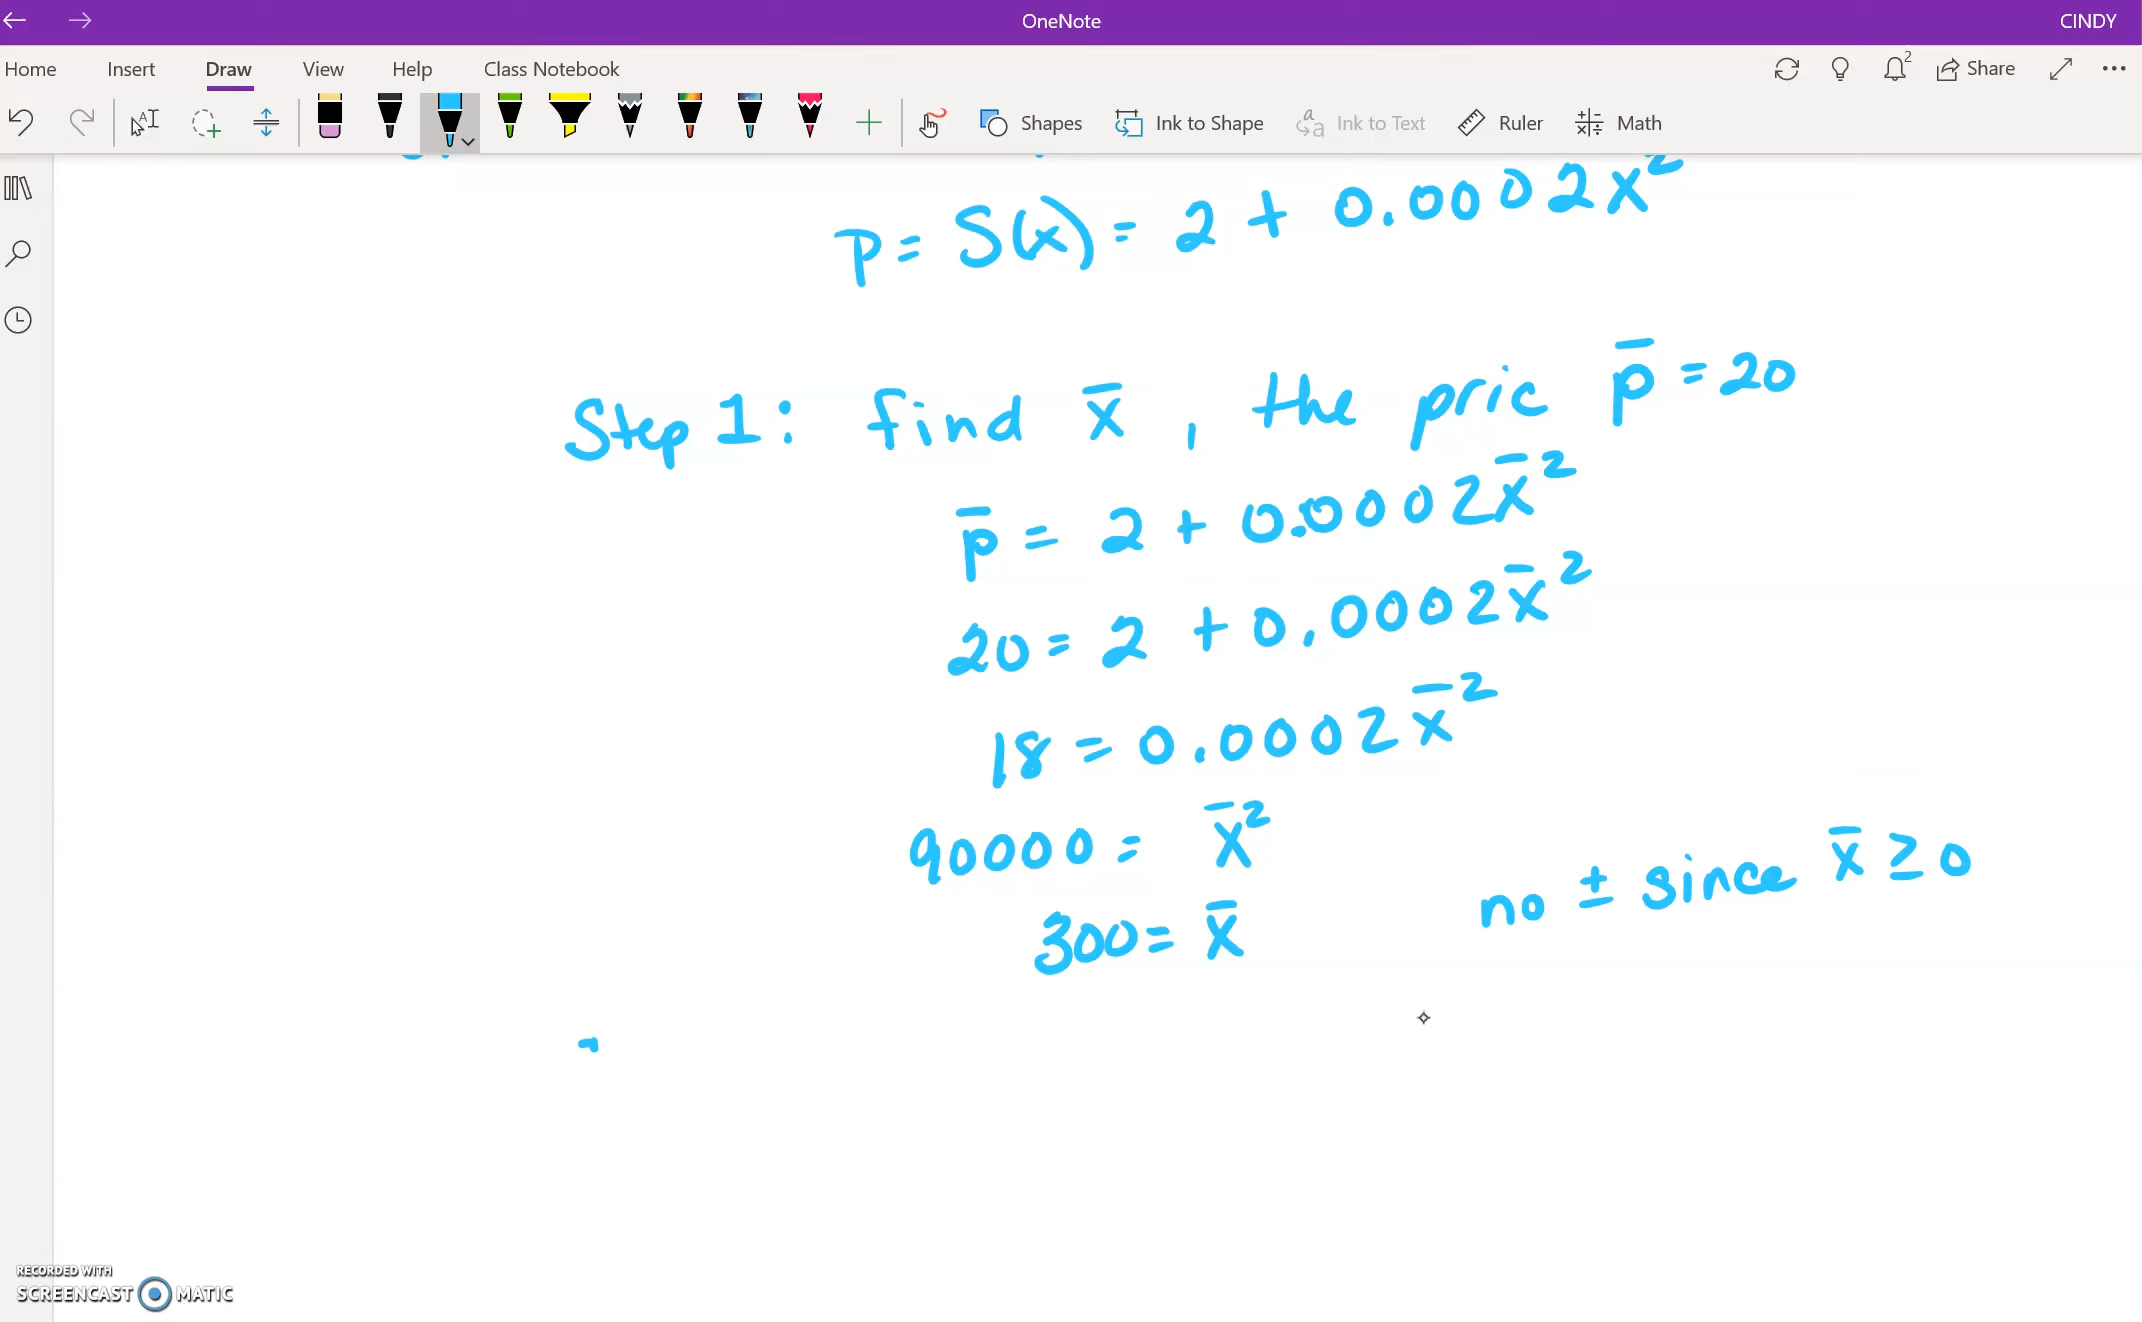 OneNote
CINDY
Home Insert Draw View Help Class Notebook
2
Share
Shapes Ink to Shape Ink to Text Ruler Math
p = S(x) = 2 + 0.0002x²
Step 1: find x̄, the pric p̄ = 20
p̄ = 2 + 0.0002x̄²
20 = 2 + 0.0002x̄²
18 = 0.0002x̄²
90000 = x̄²
300 = x̄ no ± since x̄ ≥ 0
RECORDED WITH
SCREENCAST MATIC